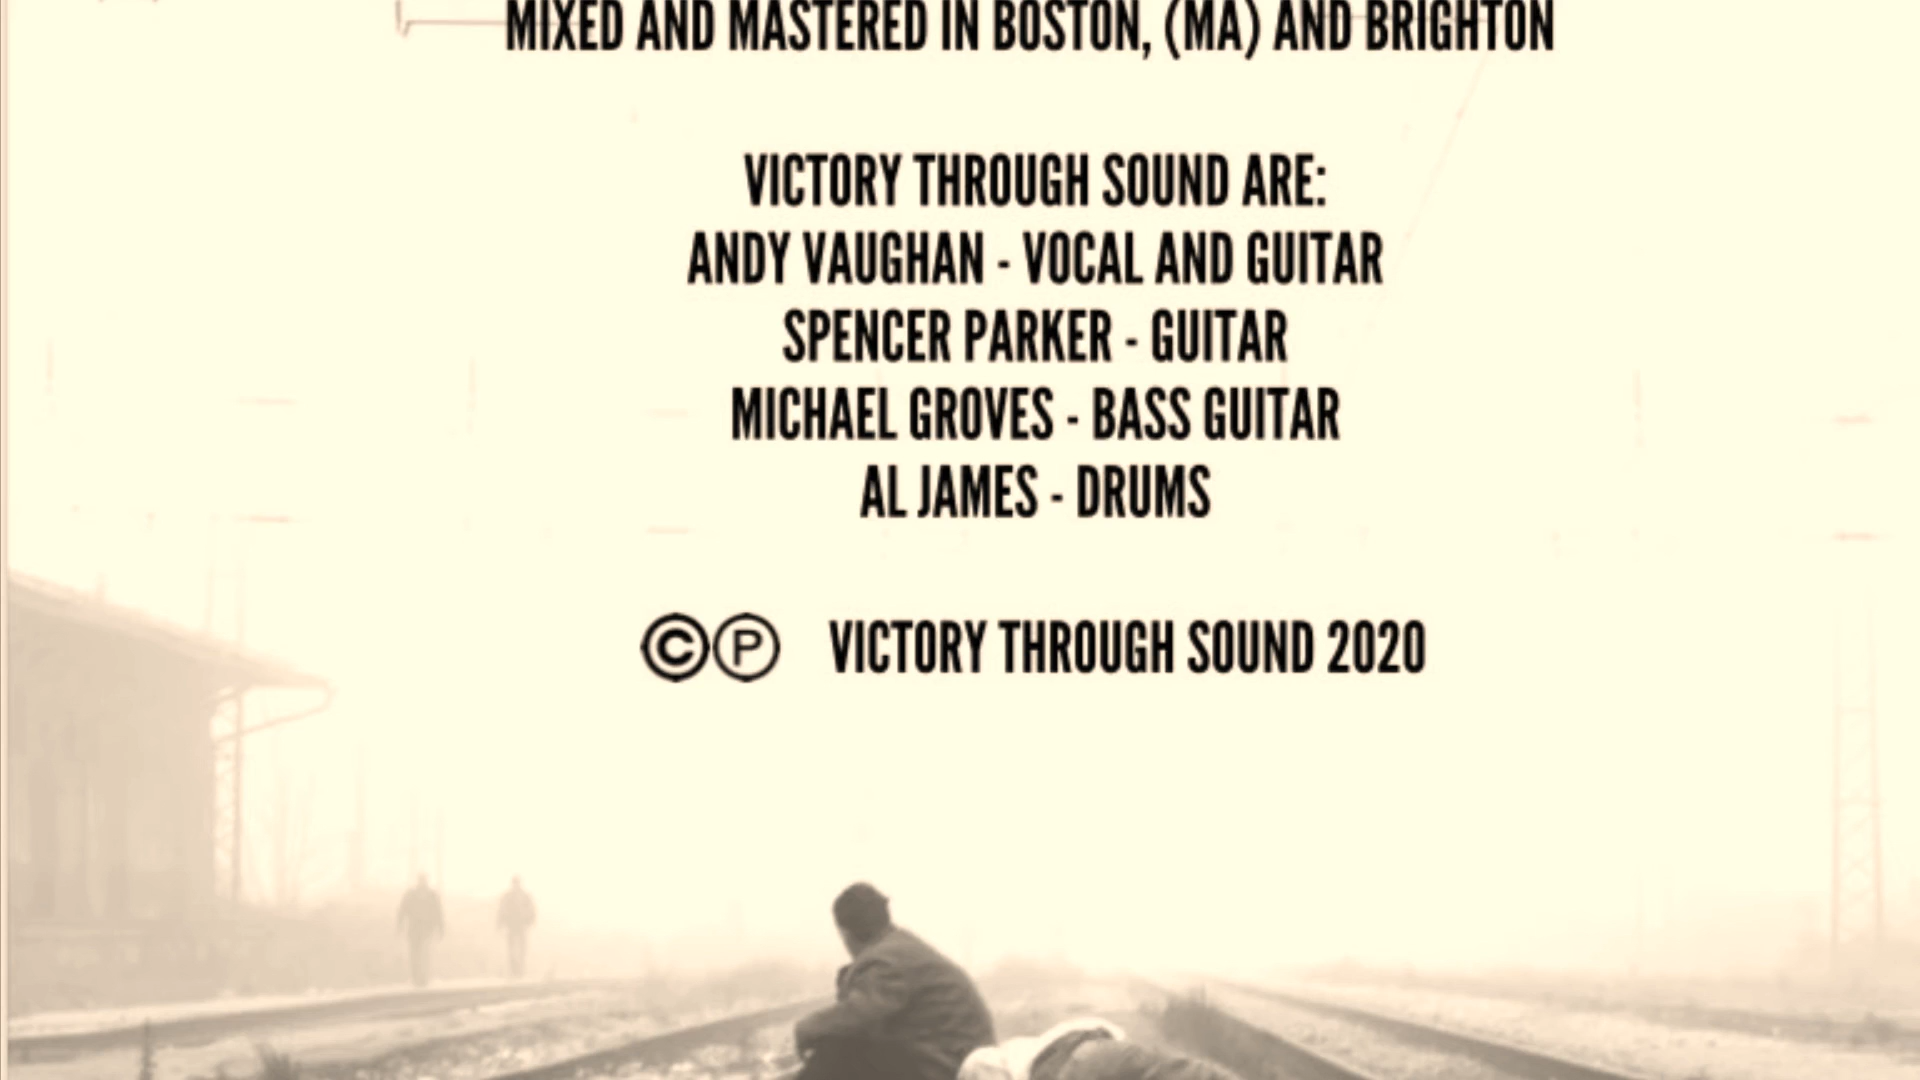 MIXED AND MASTERED IN BOSTON, (MA) AND BRIGHTON
VICTORY THROUGH SOUND ARE:
ANDY VAUGHAN - VOCAL AND GUITAR
SPENCER PARKER - GUITAR
MICHAEL GROVES - BASS GUITAR
AL JAMES - DRUMS
©℗ VICTORY THROUGH SOUND 2020